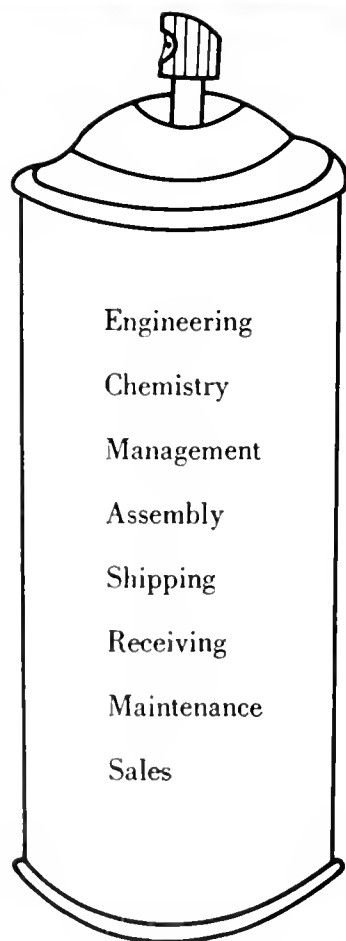 Engineering
Chemistry
Management
Assembly
Shipping
Receiving
Maintenance
Sales